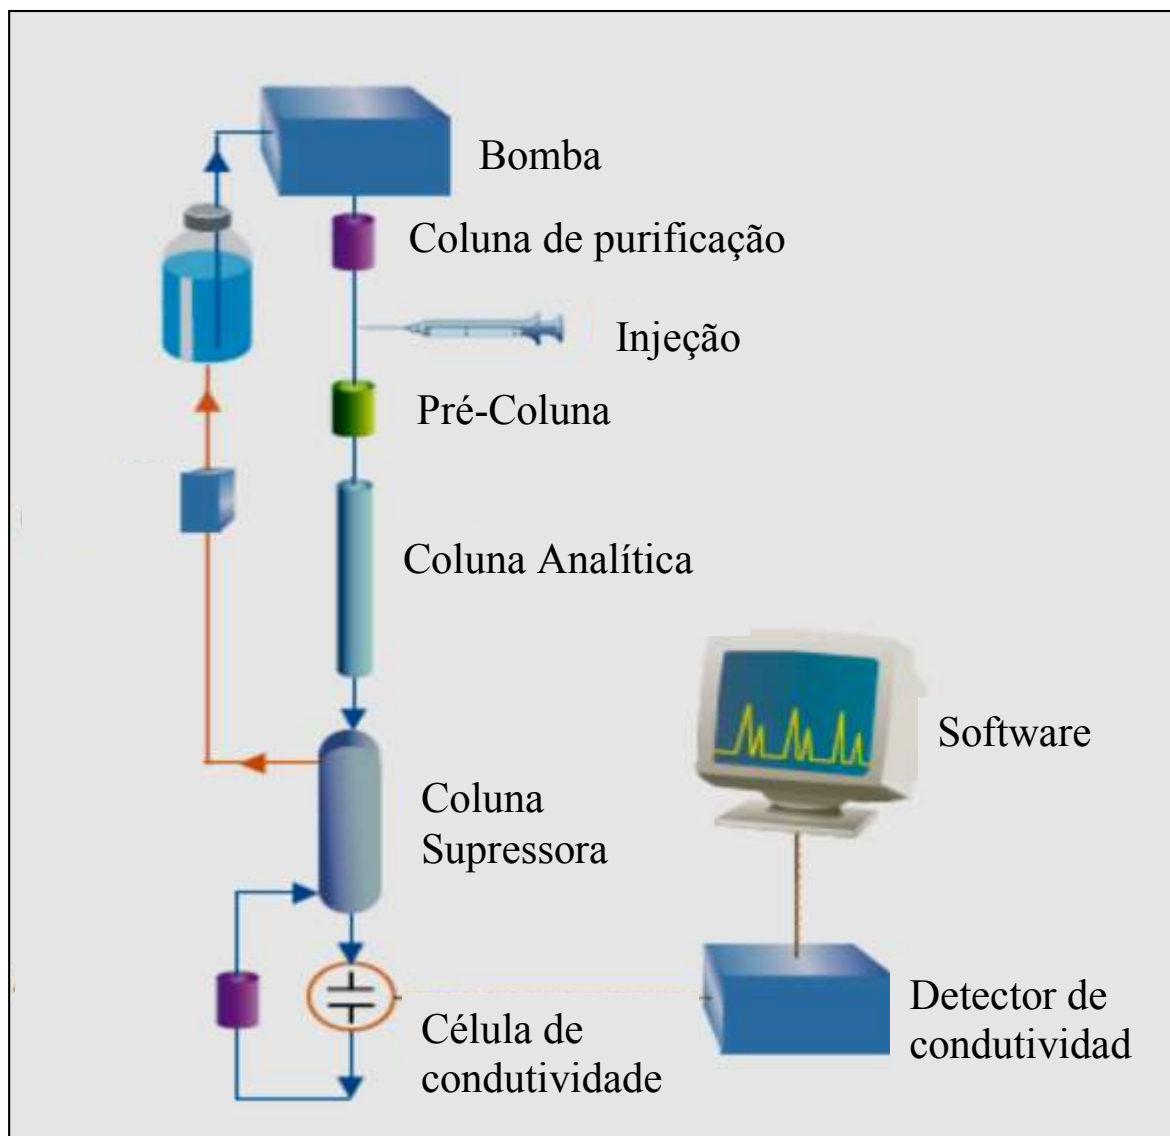 Bomba
Coluna de purificação
Injeção
Pré-Coluna
Coluna Analítica
Software
Coluna
Supressora
Detector de
condutividad
Célula de
condutividade